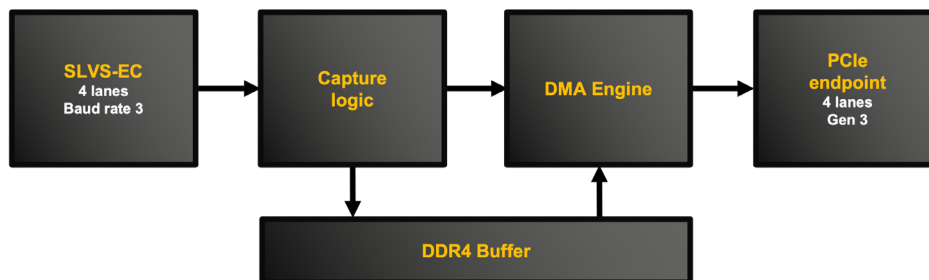 SLVS-EC
4 lanes
Baud rate 3
Capture
logic
DMA Engine
PCIe
endpoint
4 lanes
Gen 3
DDR4 Buffer